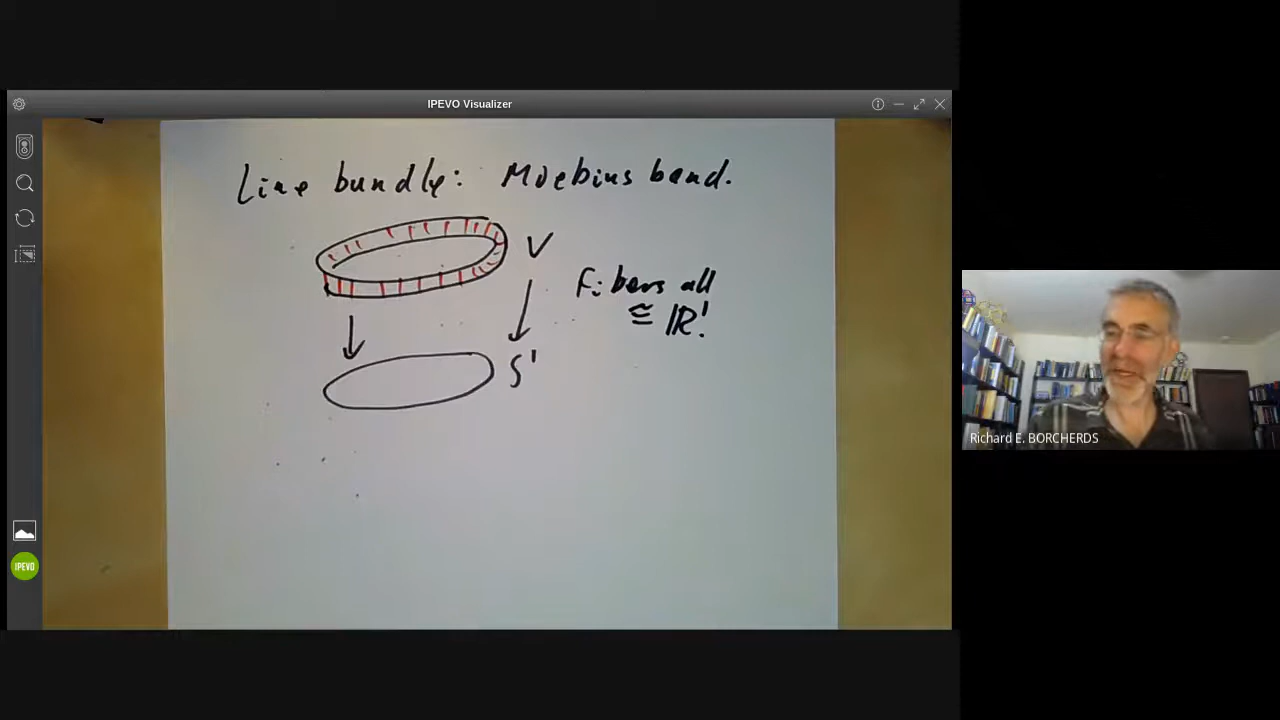 IPEVO Visualizer
Line bundle: Moebius band.
V
Fibers all
≅ ℝ¹.
S¹
IPEVO
Richard E. BORCHERDS